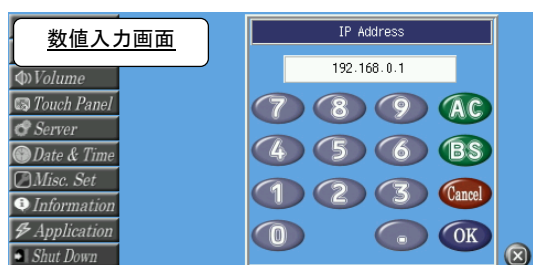 数値入力画面
Volume
Touch Panel
Server
Date & Time
Misc. Set
Information
Application
Shut Down
IP Address
192.168.0.1
7 8 9 AC
4 5 6 BS
1 2 3 Cancel
0 . OK